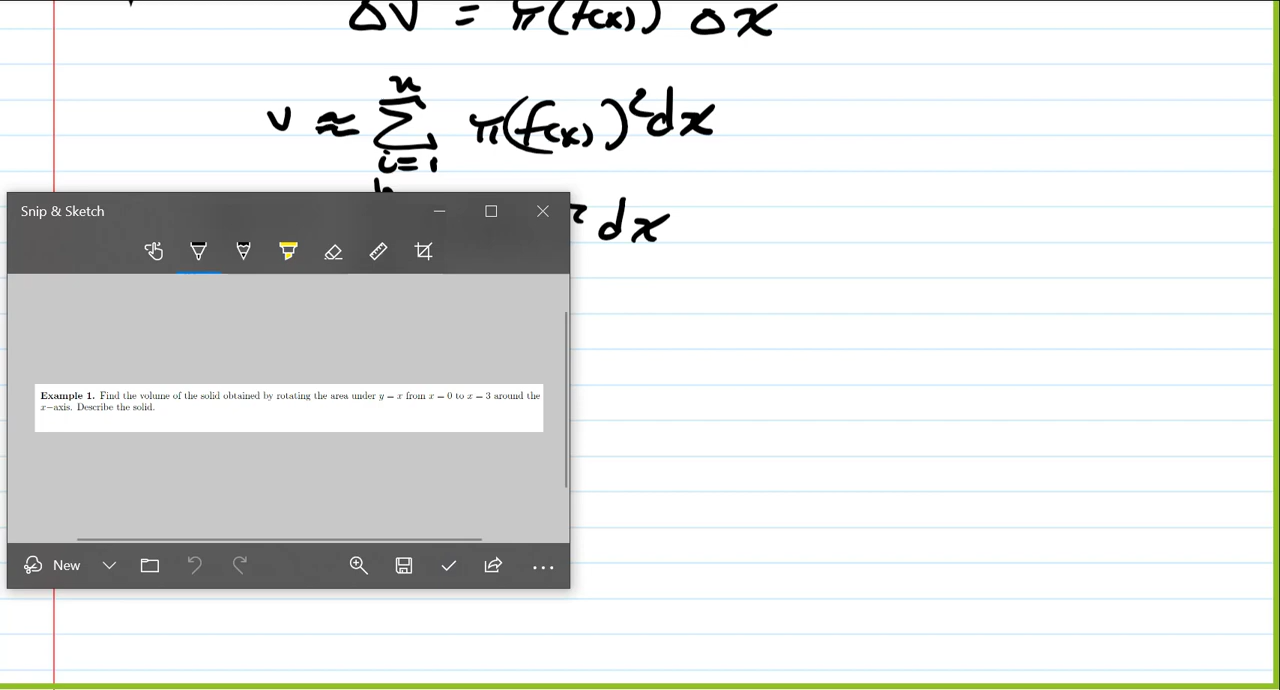 ΔV = π(f(x)) Δx
n
V ≈ ∑ π(f(x))²dx
i=1
b
² dx
Snip & Sketch
Example 1. Find the volume of the solid obtained by rotating the area under y = x from x = 0 to x = 3 around the
x−axis. Describe the solid.
New